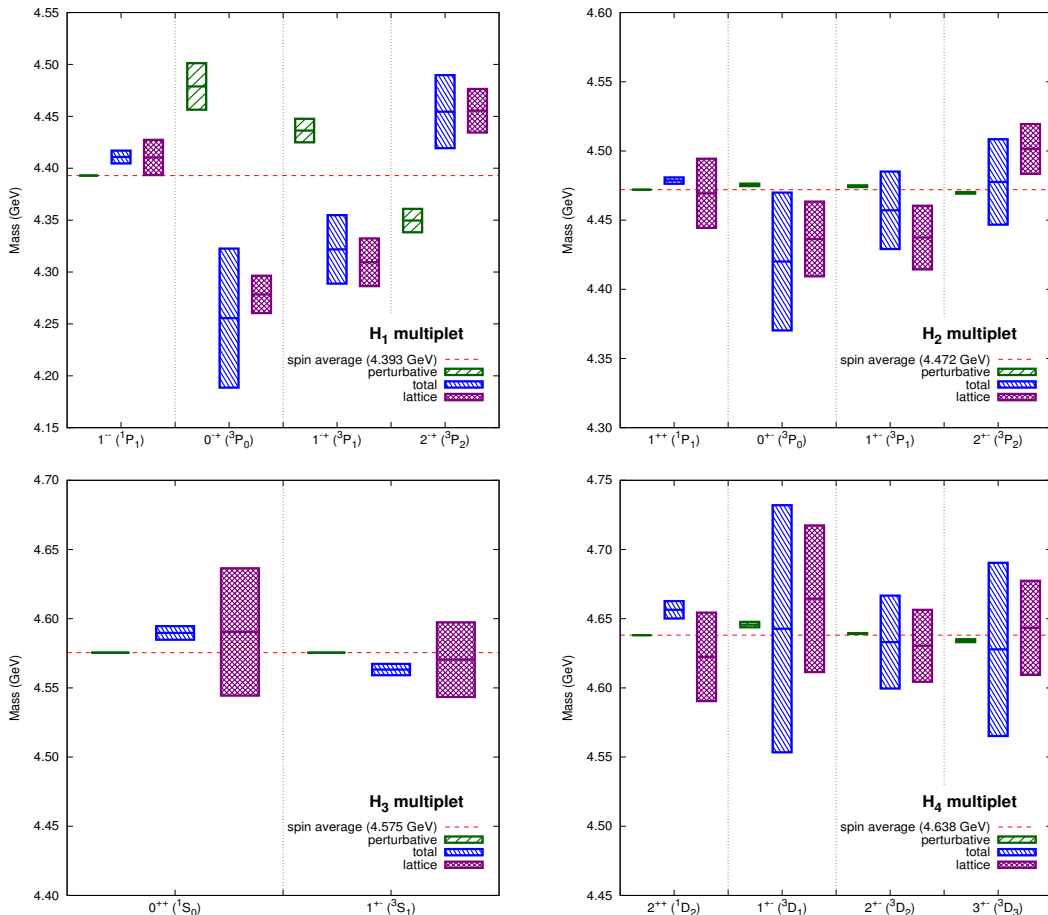 4.55
4.50
4.45
4.40
4.35
4.30
4.25
4.20
4.15
Mass (GeV)
H₁ multiplet
spin average (4.393 GeV)
perturbative
total
lattice
1⁻⁻ (¹P₁)
0⁻⁺ (³P₀)
1⁻⁺ (³P₁)
2⁻⁺ (³P₂)
4.60
4.55
4.50
4.45
4.40
4.35
4.30
Mass (GeV)
H₂ multiplet
spin average (4.472 GeV)
perturbative
total
lattice
1⁺⁺ (¹P₁)
0⁺⁻ (³P₀)
1⁺⁻ (³P₁)
2⁺⁻ (³P₂)
4.70
4.65
4.60
4.55
4.50
4.45
4.40
Mass (GeV)
H₃ multiplet
spin average (4.575 GeV)
perturbative
total
lattice
0⁺⁺ (¹S₀)
1⁺⁻ (³S₁)
4.75
4.70
4.65
4.60
4.55
4.50
4.45
Mass (GeV)
H₄ multiplet
spin average (4.638 GeV)
perturbative
total
lattice
2⁺⁺ (¹D₂)
1⁺⁻ (³D₁)
2⁺⁻ (³D₂)
3⁺⁻ (³D₃)